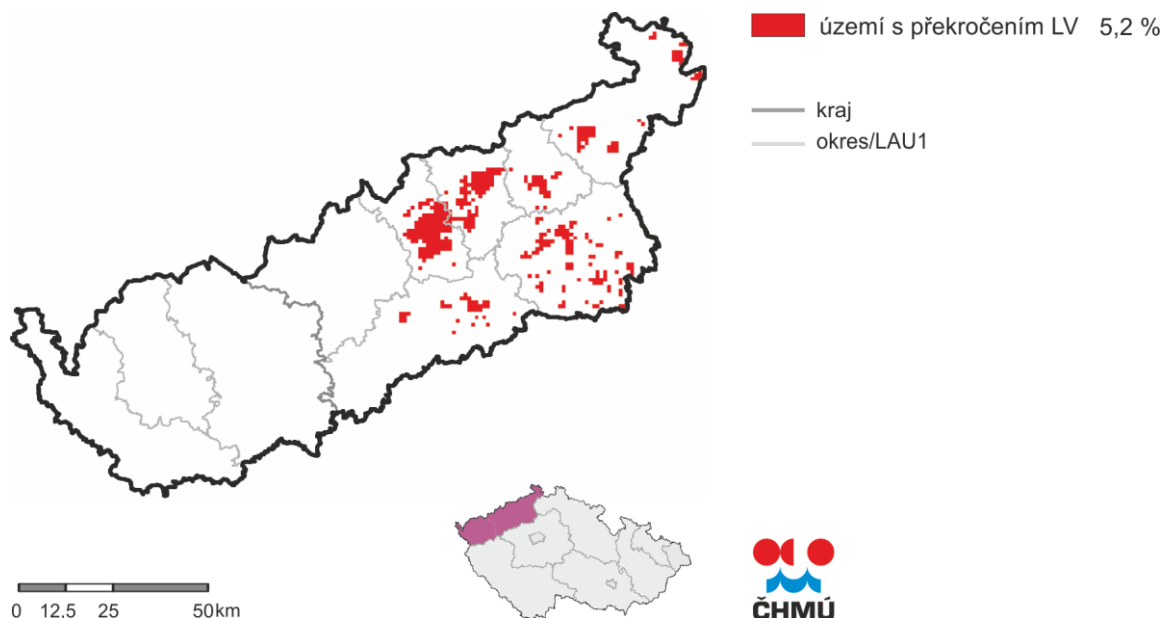 území s překročením LV 5,2 %
kraj
okres/LAU1
0 12,5 25 50km
ČHMÚ